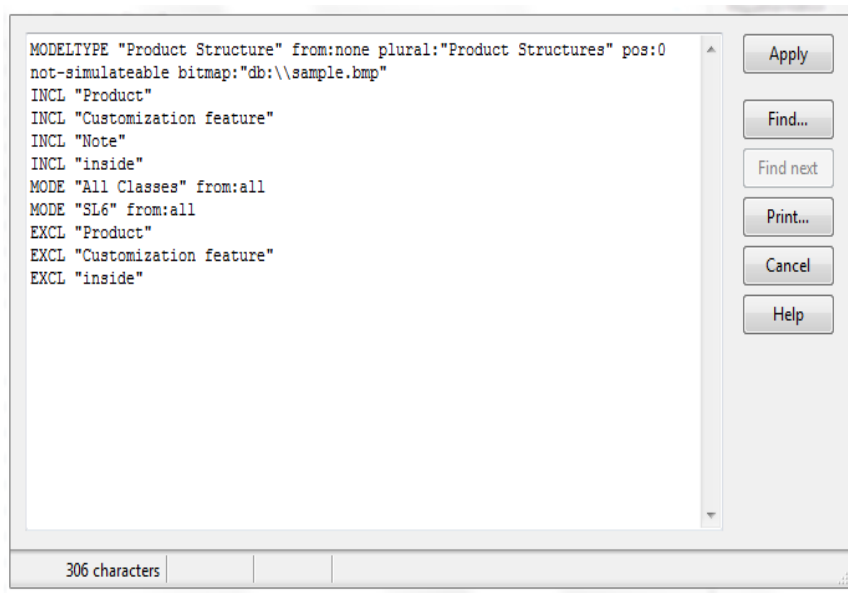 MODELTYPE "Product Structure" from:none plural:"Product Structures" pos:0
not-simulateable bitmap:"db:\\sample.bmp"
INCL "Product"
INCL "Customization feature"
INCL "Note"
INCL "inside"
MODE "All Classes" from:all
MODE "SL6" from:all
EXCL "Product"
EXCL "Customization feature"
EXCL "inside"
Apply
Find...
Find next
Print...
Cancel
Help
306 characters